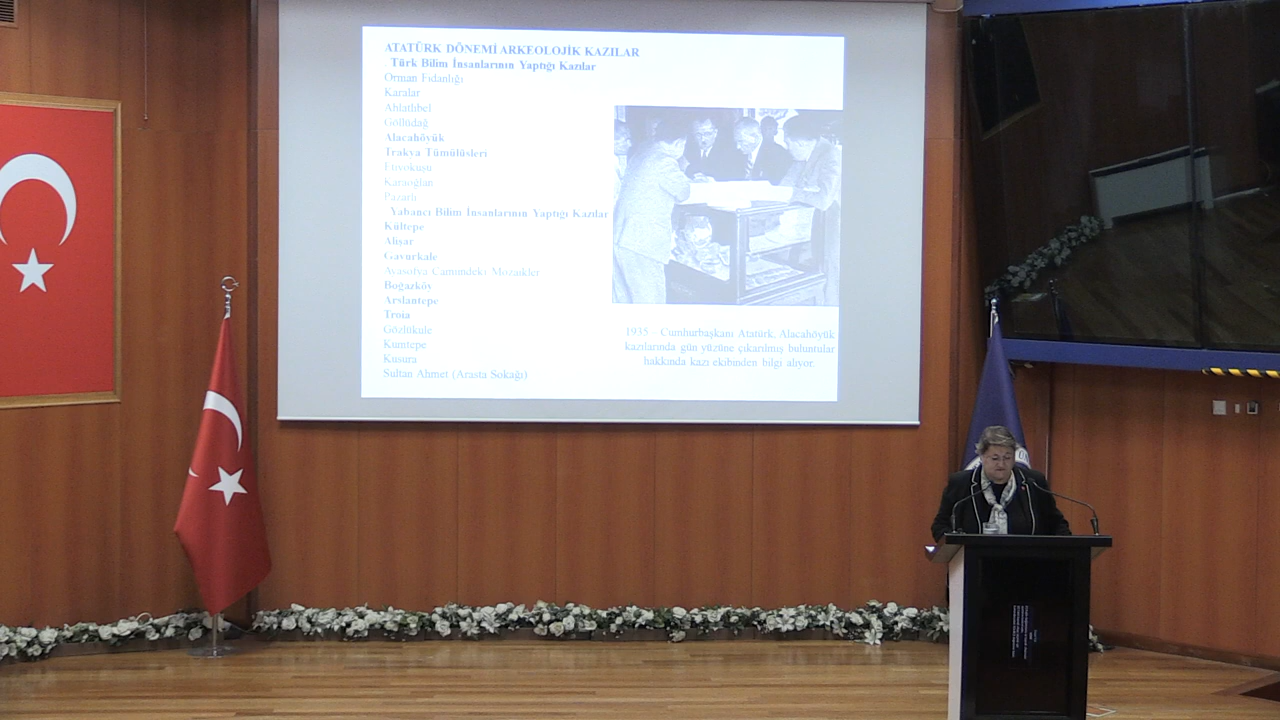 ATATÜRK DÖNEMİ ARKEOLOJİK KAZILAR
Türk Bilim İnsanlarının Yaptığı Kazılar
Orman Fidanlığı
Karalar
Ahlatlıbel
Göllüdağ
Alacahöyük
Trakya Tümülüsleri
Etiyokuşu
Karaoğlan
Pazarlı
Yabancı Bilim İnsanlarının Yaptığı Kazılar
Kültepe
Alişar
Gavurkale
Ayasofya Camimdeki Mozaikler
Boğazköy
Arslantepe
Troia
Gözlükule
Kumtepe
Kusura
Sultan Ahmet (Arasta Sokağı)
1935 - Cumhurbaşkanı Atatürk, Alacahöyük
kazılarında gün yüzüne çıkarılmış buluntular
hakkında kazı ekibinden bilgi alıyor.